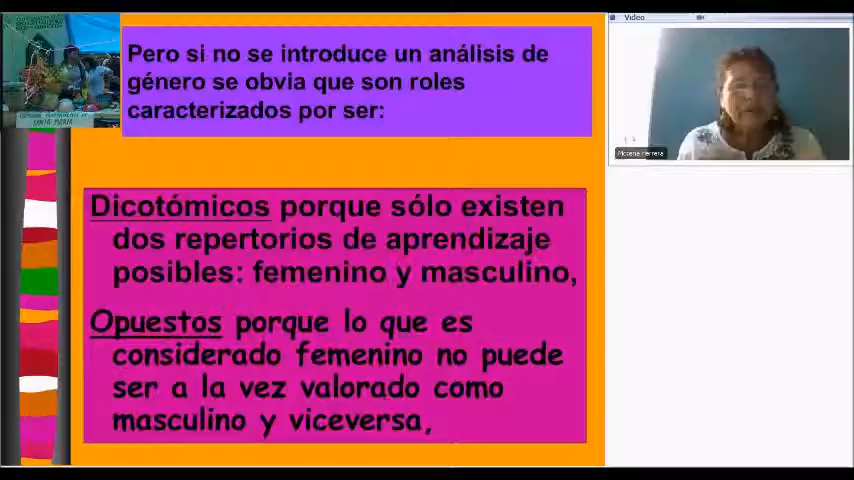 Pero si no se introduce un análisis de
género se obvia que son roles
caracterizados por ser:
Dicotómicos porque sólo existen
dos repertorios de aprendizaje
posibles: femenino y masculino,
Opuestos porque lo que es
considerado femenino no puede
ser a la vez valorado como
masculino y viceversa,
Video
Morena Herrera